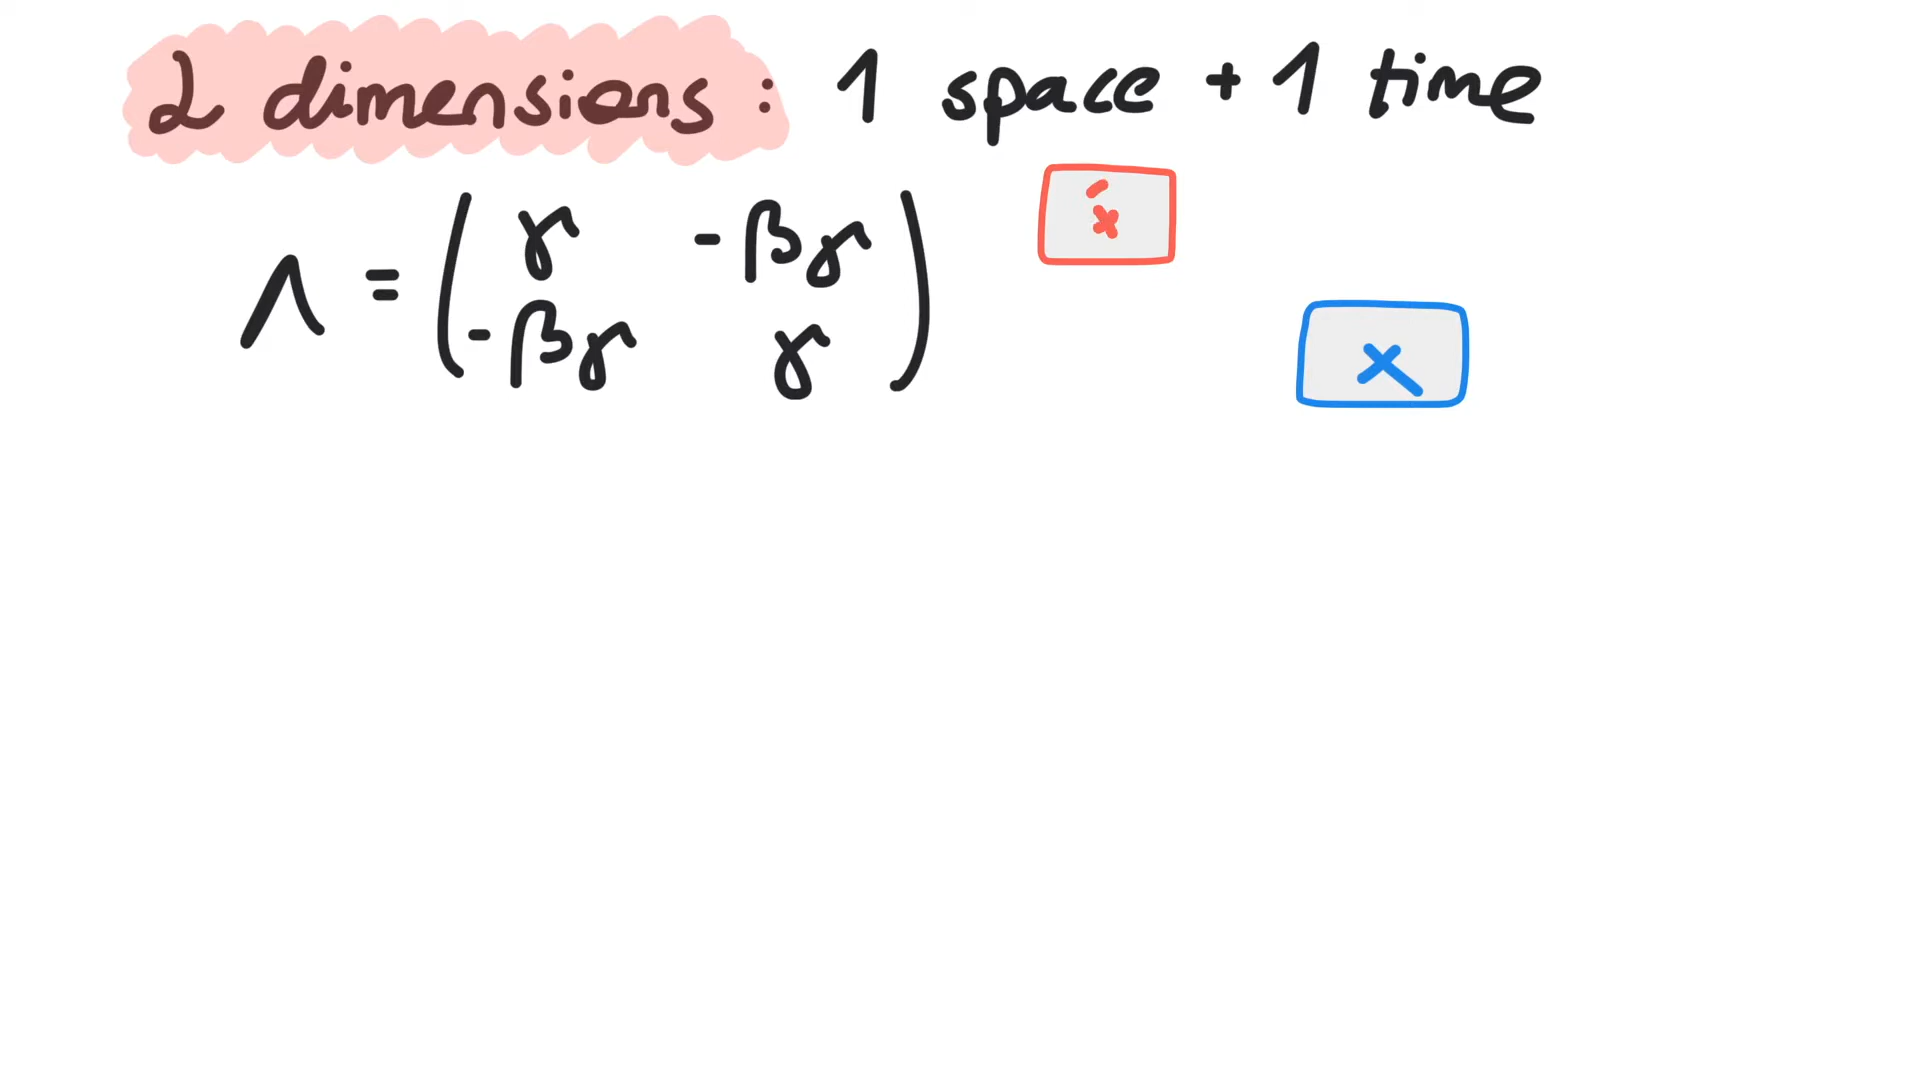 2 dimensions: 1 space + 1 time
Λ = ( γ -βγ
-βγ γ )
x́
x